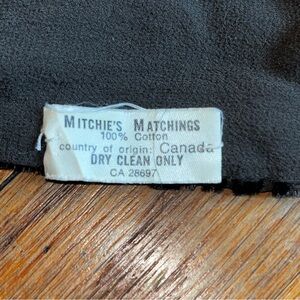 MITCHIE'S MATCHINGS
100% Cotton
country of origin: Canada
DRY CLEAN ONLY
CA 28697